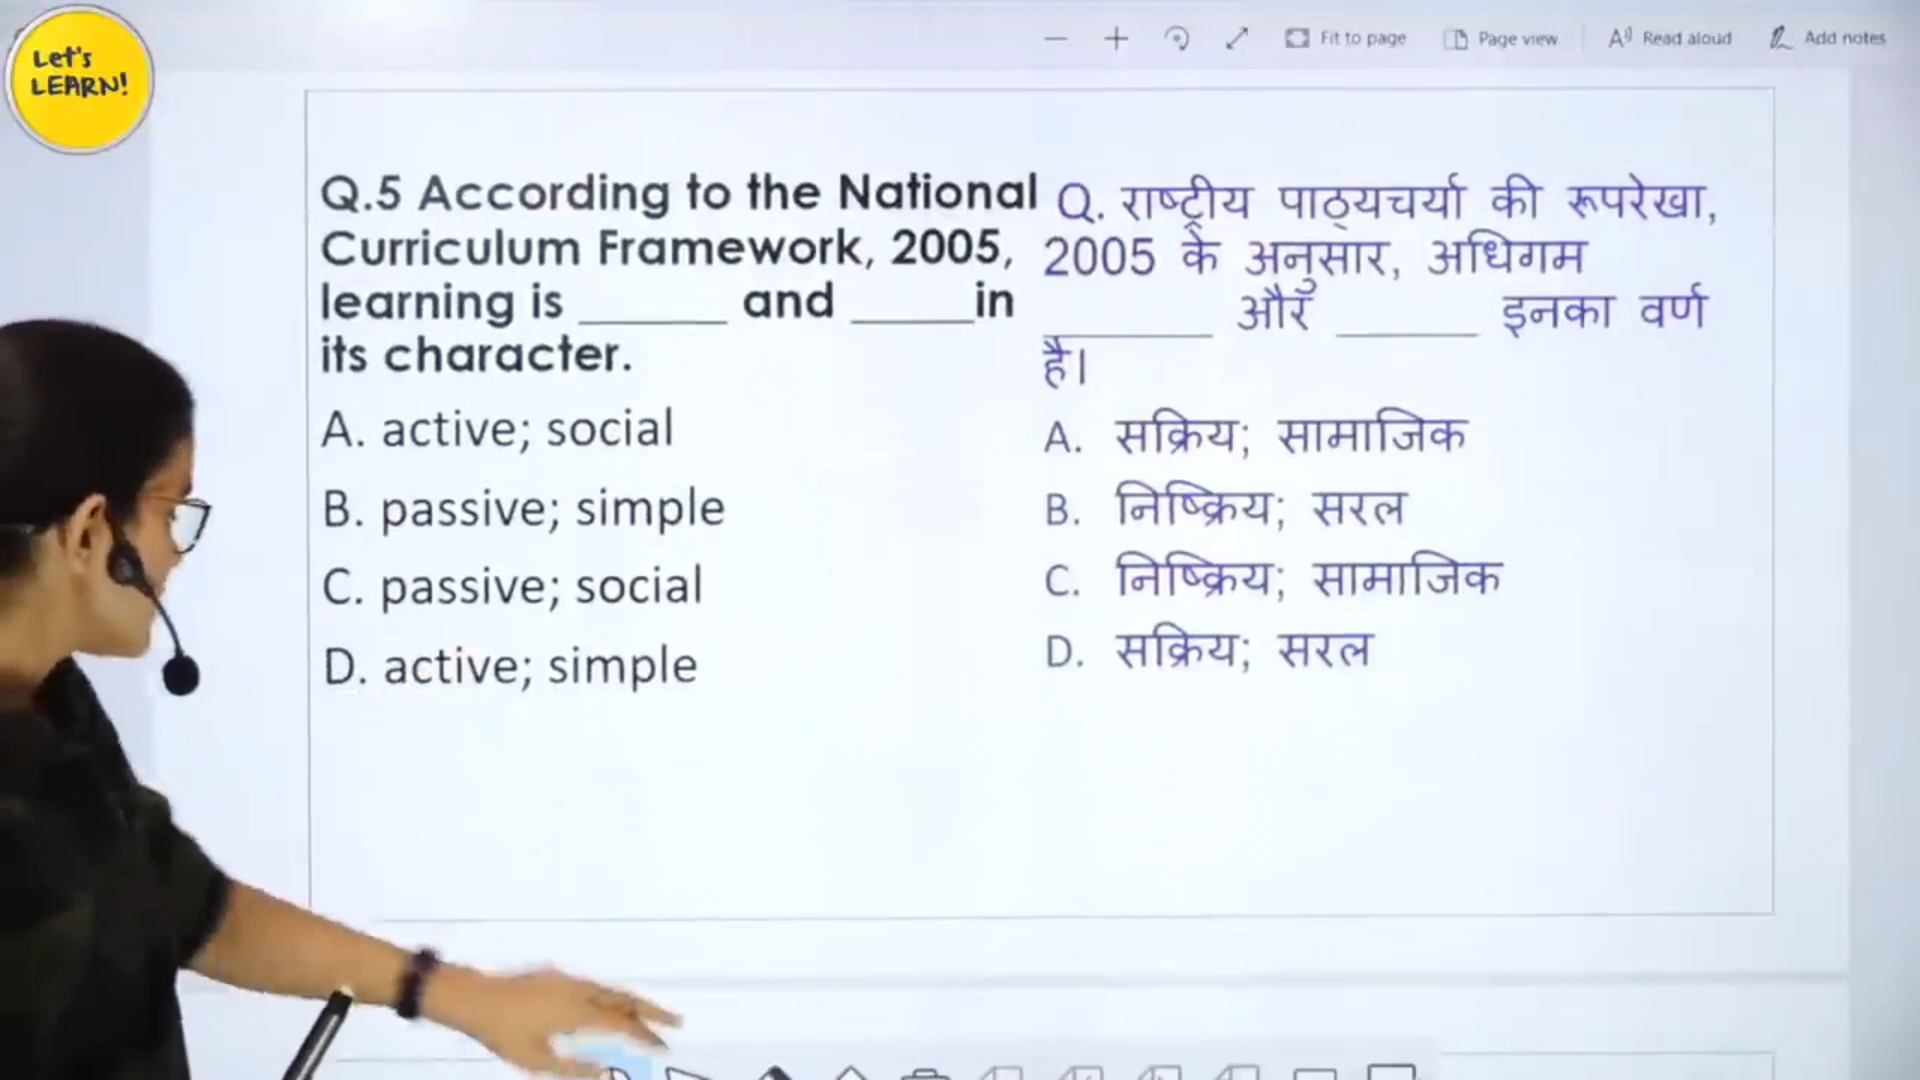 Let's
LEARN!
Fit to page
Page view
Read aloud
Add notes
Q.5 According to the National
Curriculum Framework, 2005,
learning is ______ and _____in
its character.
A. active; social
B. passive; simple
C. passive; social
D. active; simple
Q. राष्ट्रीय पाठ्यचर्या की रूपरेखा,
2005 के अनुसार, अधिगम
______ और _____ इनका वर्ण
है।
A. सक्रिय; सामाजिक
B. निष्क्रिय; सरल
C. निष्क्रिय; सामाजिक
D. सक्रिय; सरल